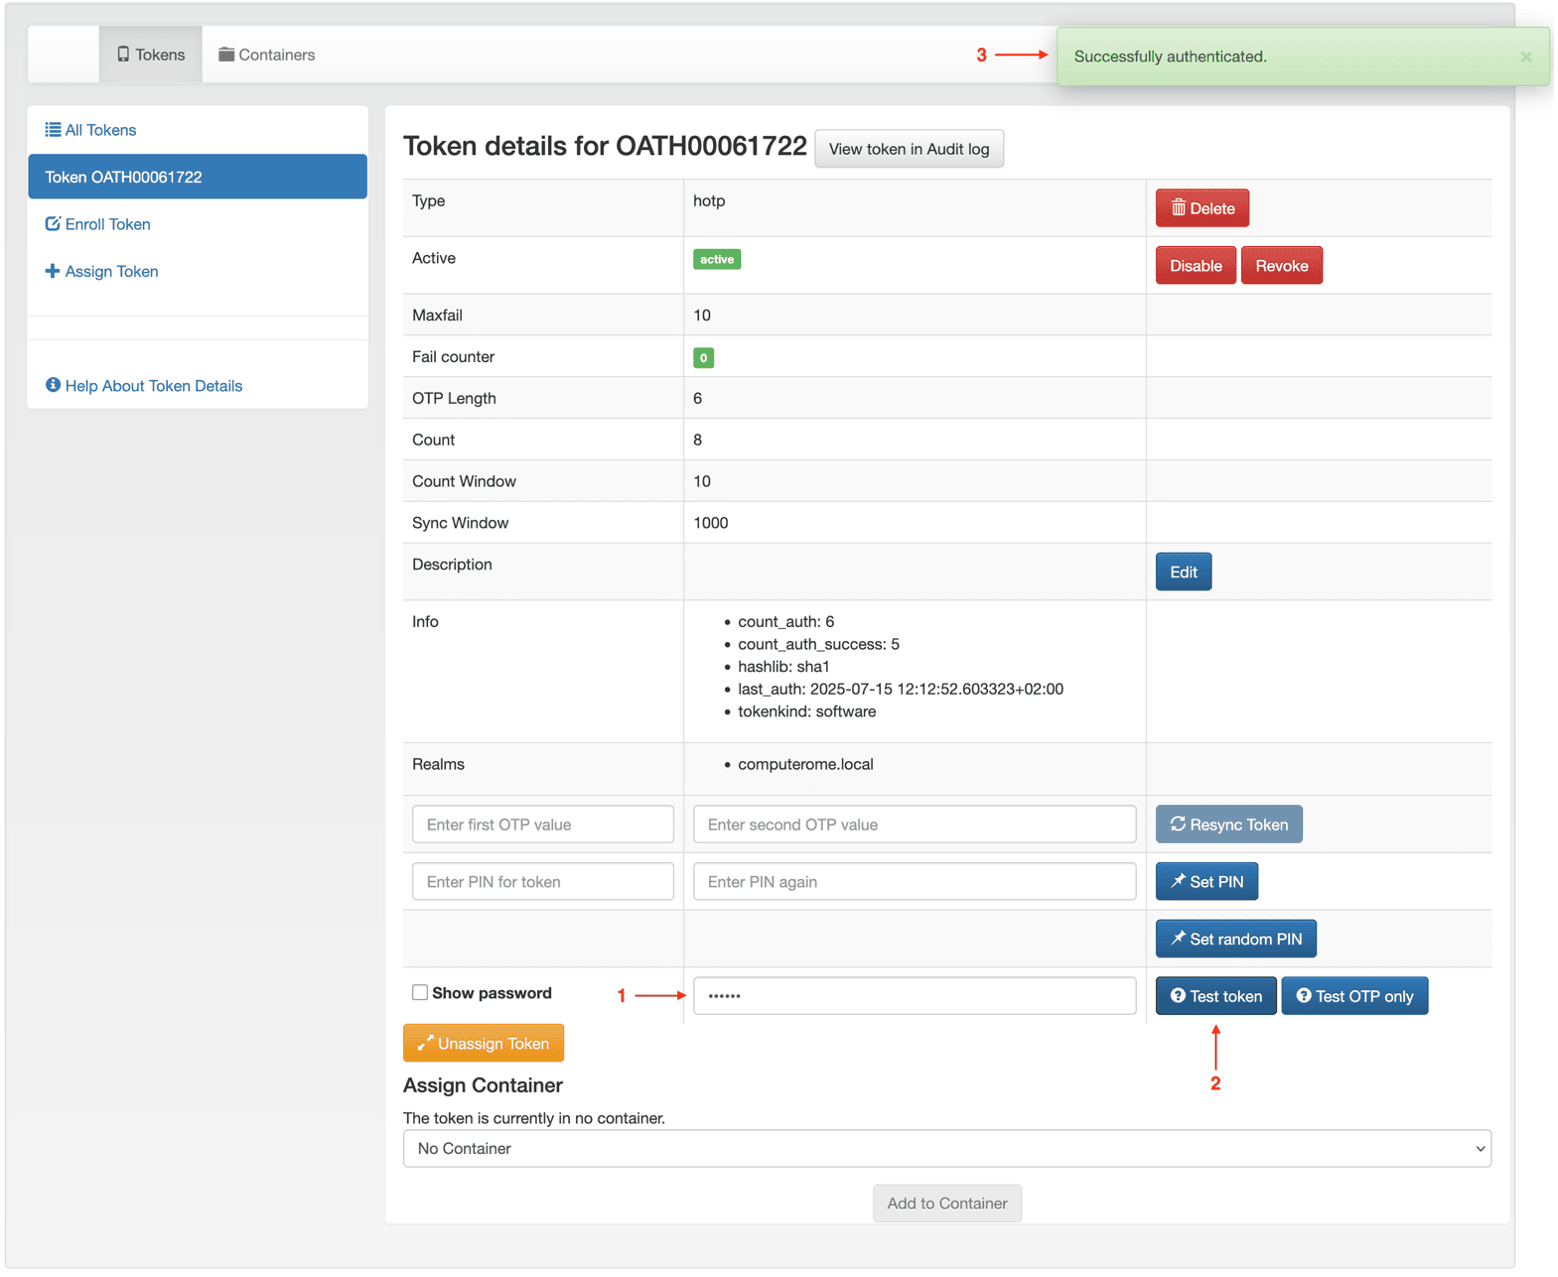 Tokens
Containers
3
Successfully authenticated.
×
All Tokens
Token OATH00061722
Enroll Token
Assign Token
Help About Token Details
Token details for OATH00061722
View token in Audit log
Type
hotp
Delete
Active
active
Disable
Revoke
Maxfail
10
Fail counter
0
OTP Length
6
Count
8
Count Window
10
Sync Window
1000
Description
Edit
Info
count_auth: 6
count_auth_success: 5
hashlib: sha1
last_auth: 2025-07-15 12:12:52.603323+02:00
tokenkind: software
Realms
computerome.local
Enter first OTP value
Enter second OTP value
Resync Token
Enter PIN for token
Enter PIN again
Set PIN
Set random PIN
Show password
1
••••••
Test token
Test OTP only
Unassign Token
2
Assign Container
The token is currently in no container.
No Container
Add to Container